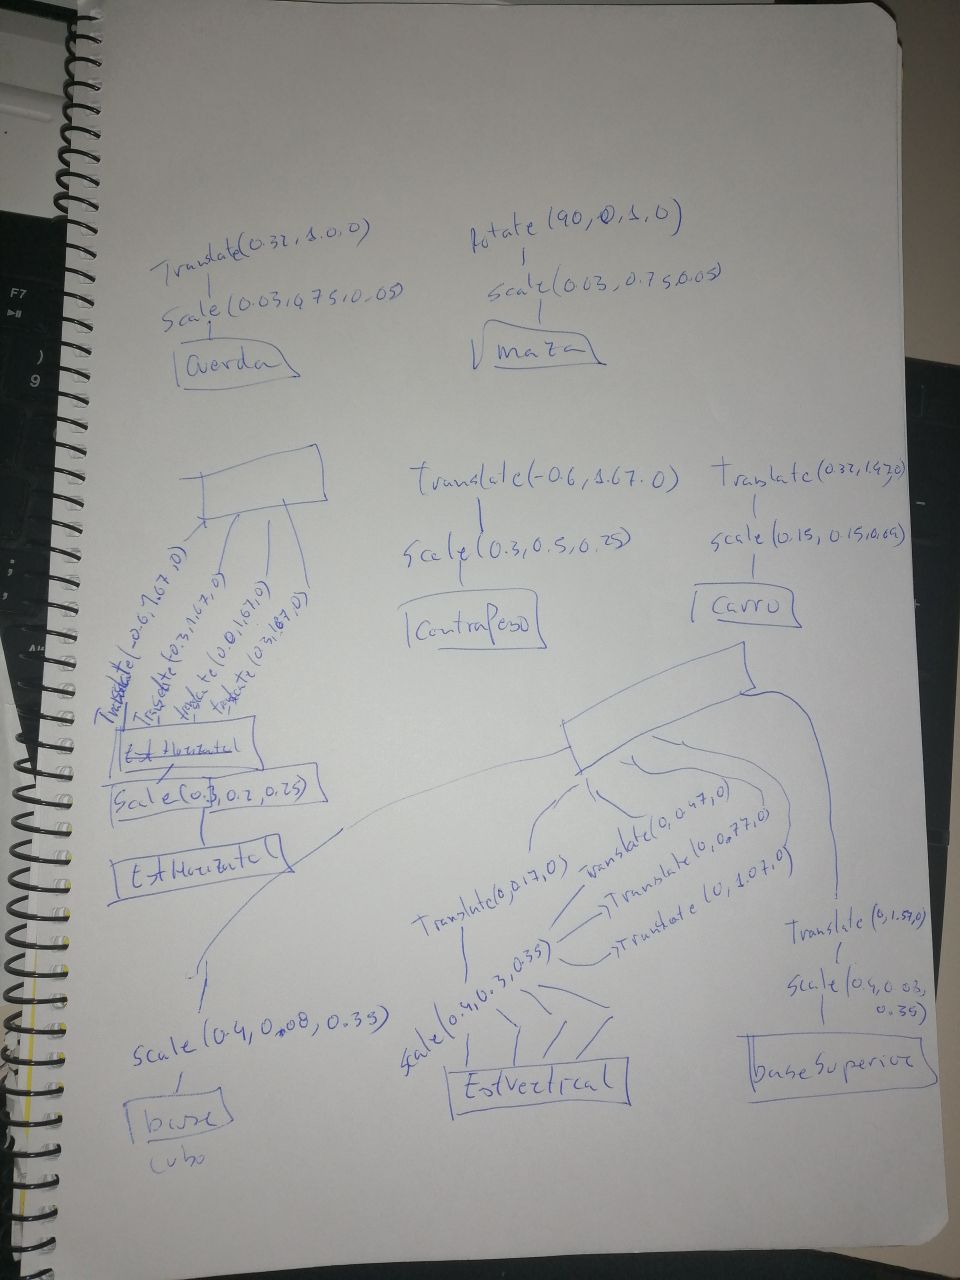 Translate(0.32, 1.0, 0)
Scale(0.03, 0.75, 0.05)
Cuerda
Rotate (90, 0, 1, 0)
Scale(0.03, 0.75, 0.05)
maza
Translate(-0.6, 1.67, 0)
Translate(-0.3, 1.67, 0)
translate(0.0, 1.67, 0)
translate(0.3, 1.67, 0)
Est Horizontal
Scale(0.3, 0.2, 0.25)
EstHorizontal
Translate(-0.6, 1.67.0)
Scale(0.3, 0.5, 0.25)
ContraPeso
Translate(0.32, 1.47,0)
Scale(0.15, 0.15, 0.09)
Carro
Translate(0, 0.17, 0)
Translate(0, 0.47, 0)
Translate(0, 0.77, 0)
Translate (0, 1.07, 0)
Scale(0.4, 0.3, 0.35)
EstVertical
Translate(0, 1.57, 0)
Scale(0.4, 0.03,
0.35)
baseSuperior
Scale (0.4, 0.08, 0.35)
base
Cubo
F7
)
9
;